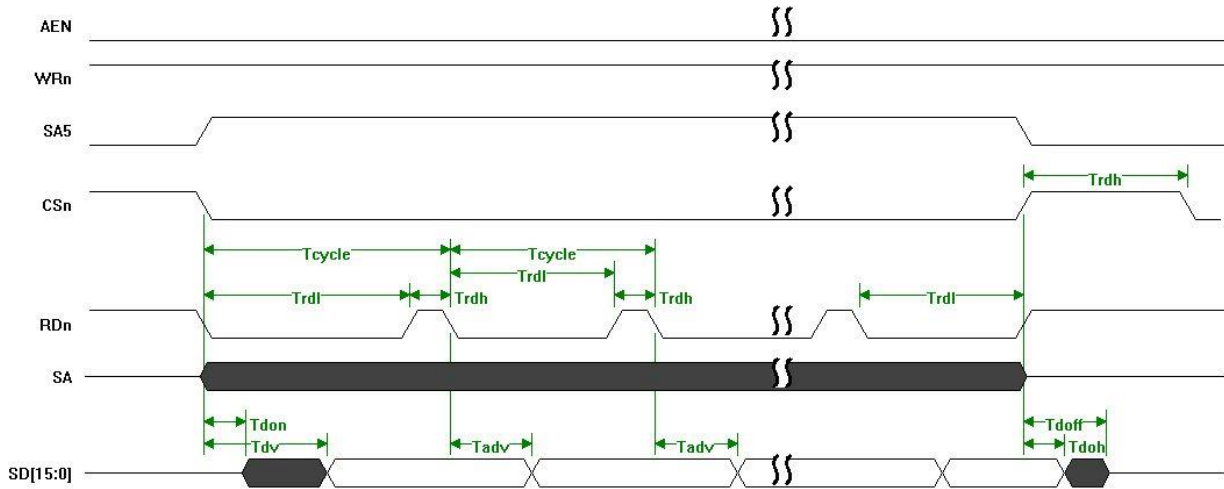 AEN
WRn
SA5
CSn
Trdh
Tcycle Tcycle
Trdl
Trdl Trdh Trdh Trdl
RDn
SA
Tdon Tdoff
Tdv Tadv Tadv Tdoh
SD[15:0]